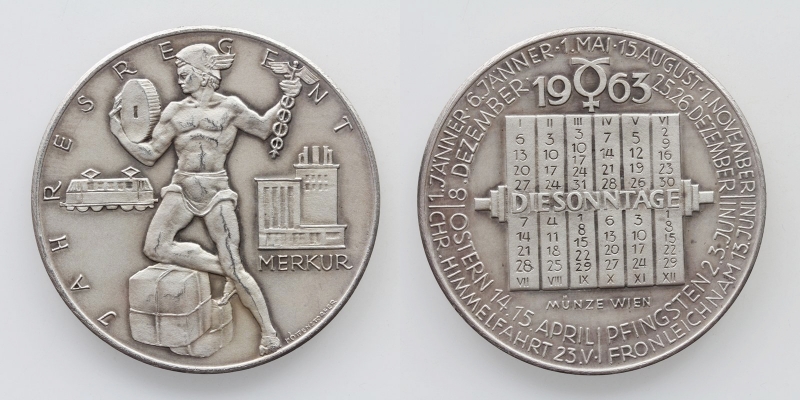 JAHRESREGENT
MERKUR
1. JÄNNER · 6. JÄNNER · 1. MAI · 15. AUGUST · 1. NOVEMBER
8. DEZEMBER
25. 26. DEZEMBER
1963
I II III IV V VI
6 3 3 7 5 2
13 10 10 14 12 9
20 17 17 21 19 16
27 24 24 28 26 23
31 30
DIE SONNTAGE
7 4 1 6 3 1
14 11 8 13 10 8
21 18 15 20 17 15
28 25 22 27 24 22
29 29
VII VIII IX X XI XII
MÜNZE WIEN
OSTERN 14. 15. APRIL | PFINGSTEN 2. 3. JUNI
CHR. HIMMELFAHRT 23. V. FRONLEICHNAM 13. JUNI